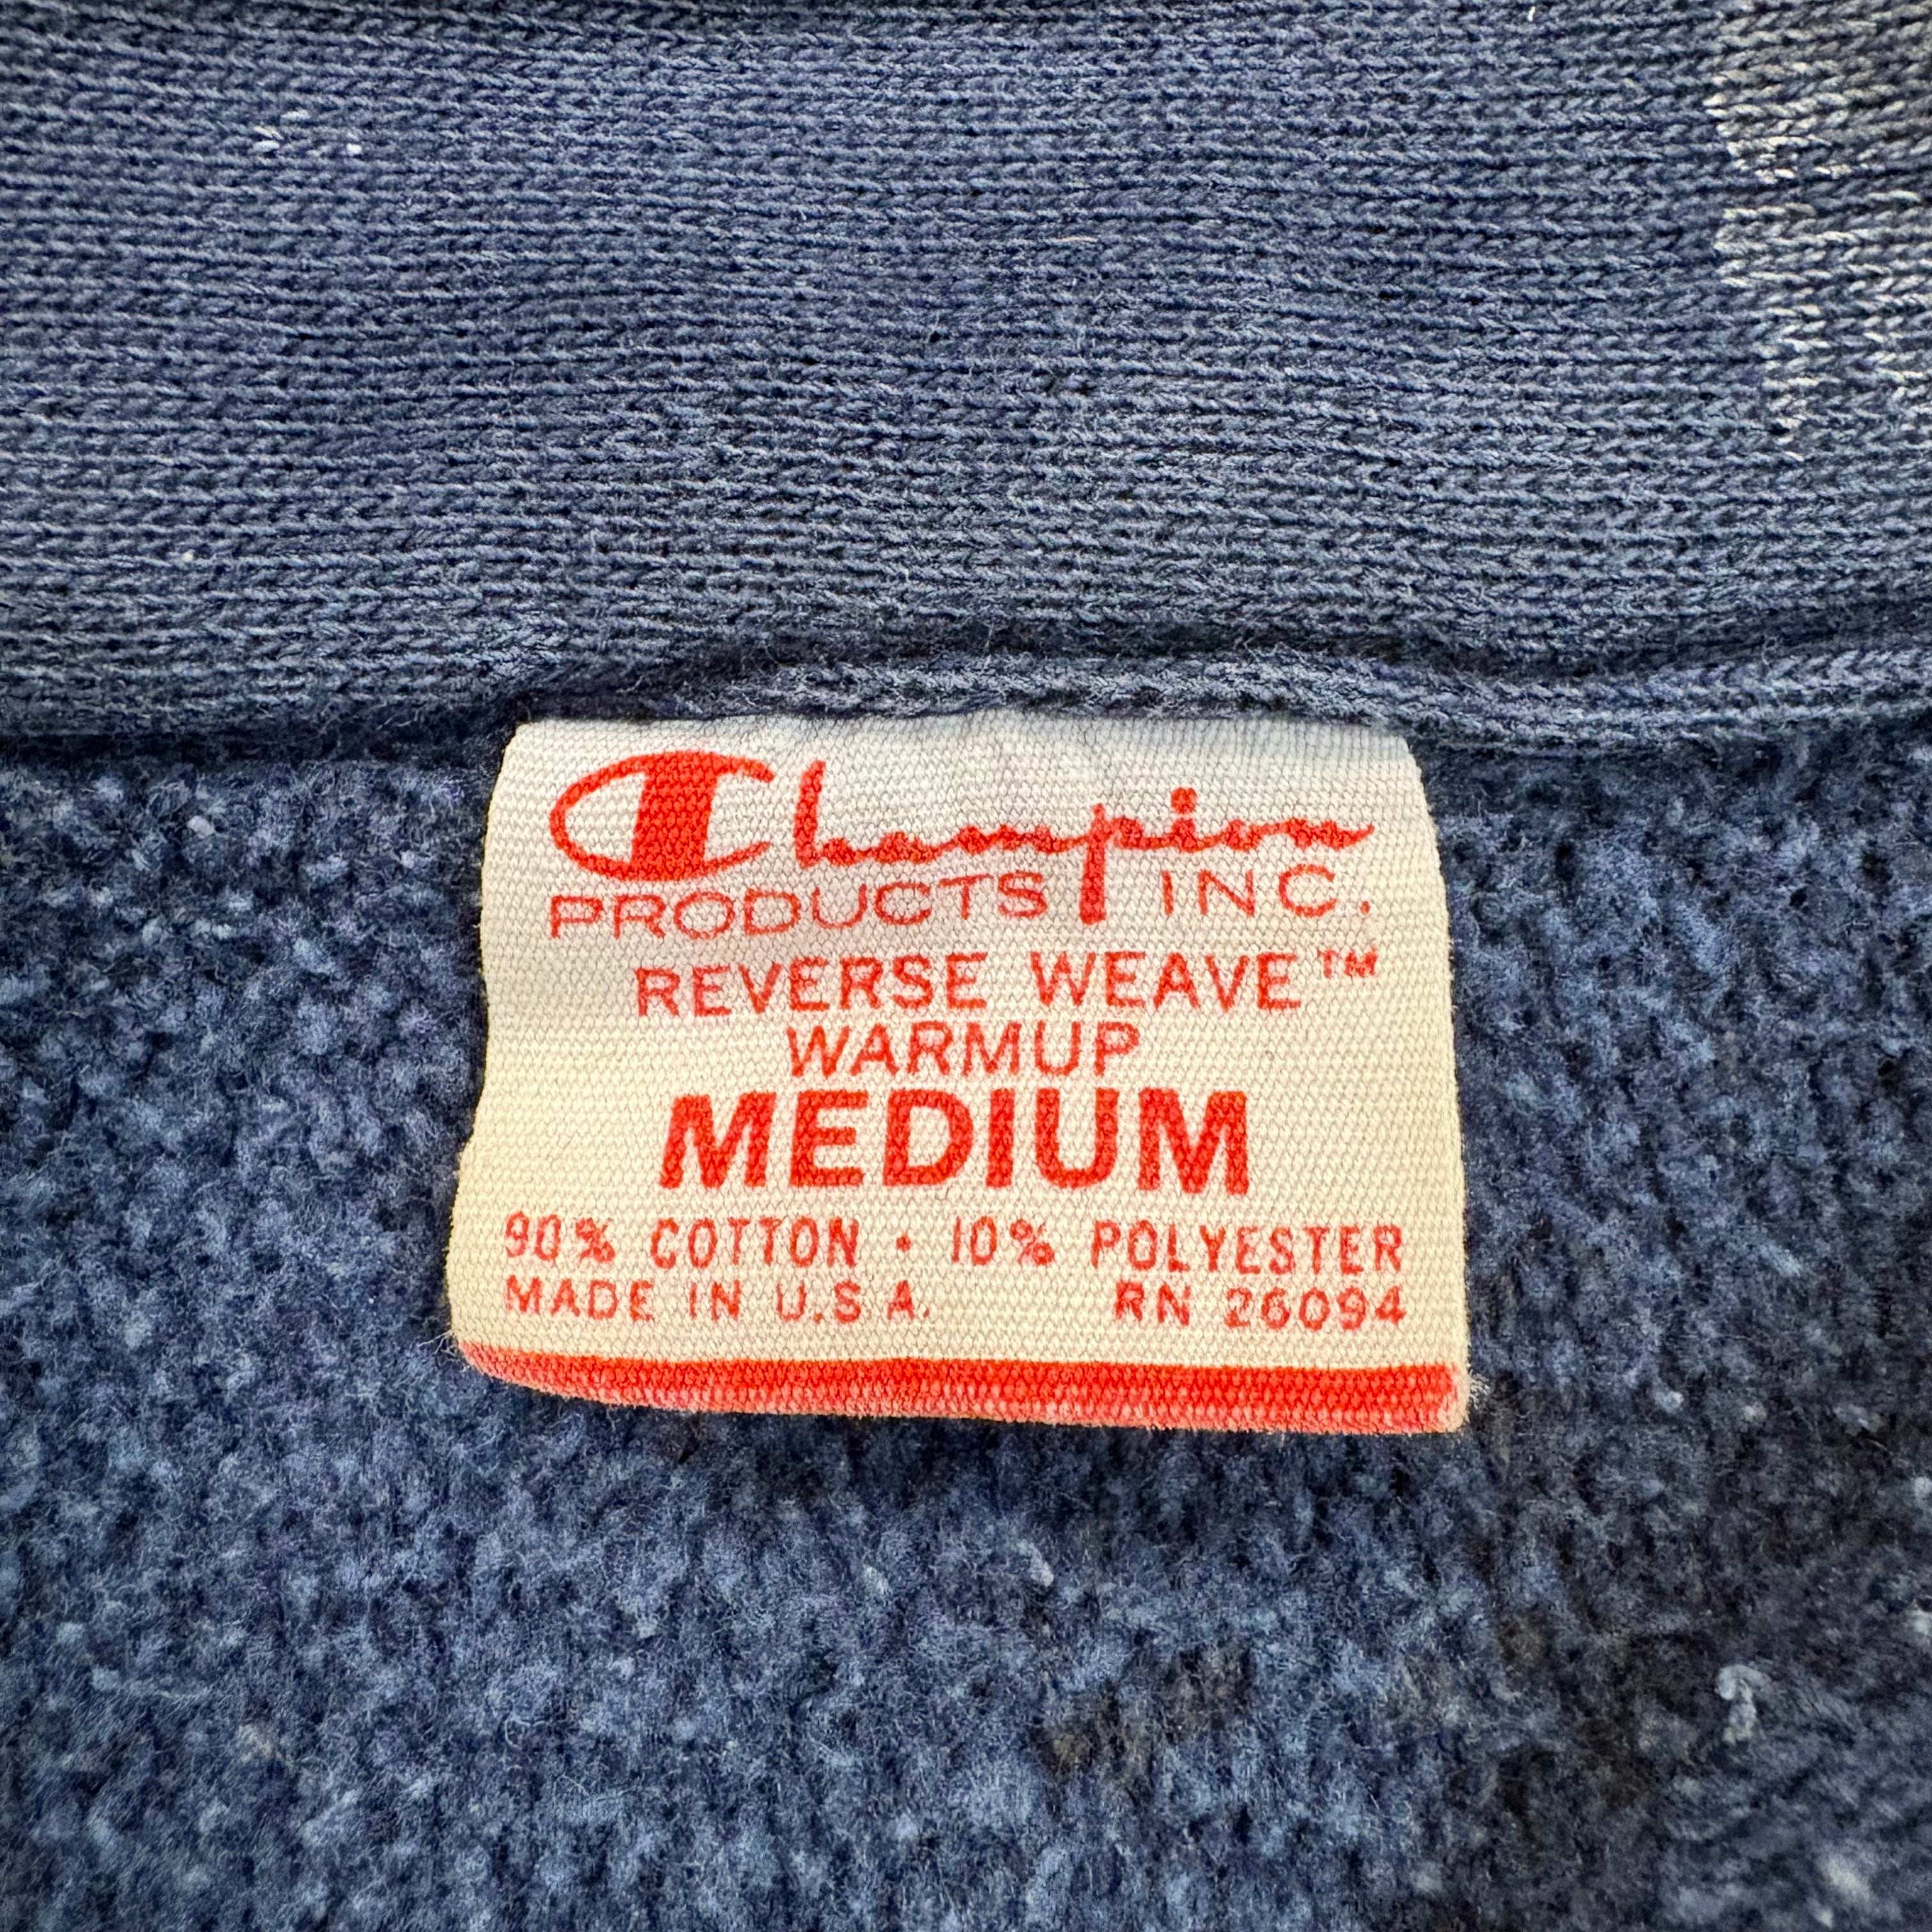 Champion
PRODUCTS INC.
REVERSE WEAVE™
WARMUP
MEDIUM
90% COTTON • 10% POLYESTER
MADE IN U.S.A. RN 26094